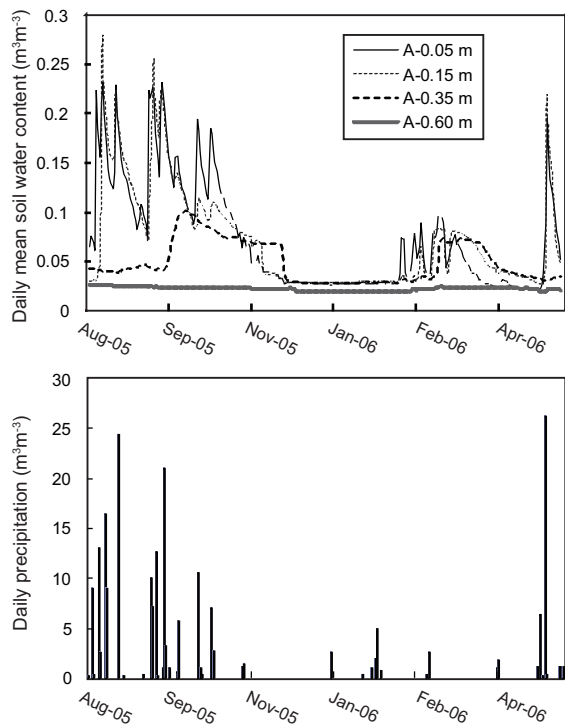 Daily mean soil water content (m³m⁻³)
0.3
0.25
0.2
0.15
0.1
0.05
0
A-0.05 m
A-0.15 m
A-0.35 m
A-0.60 m
Aug-05
Sep-05
Nov-05
Jan-06
Feb-06
Apr-06
Daily precipitation (m³m⁻³)
30
25
20
15
10
5
0
Aug-05
Sep-05
Nov-05
Jan-06
Feb-06
Apr-06